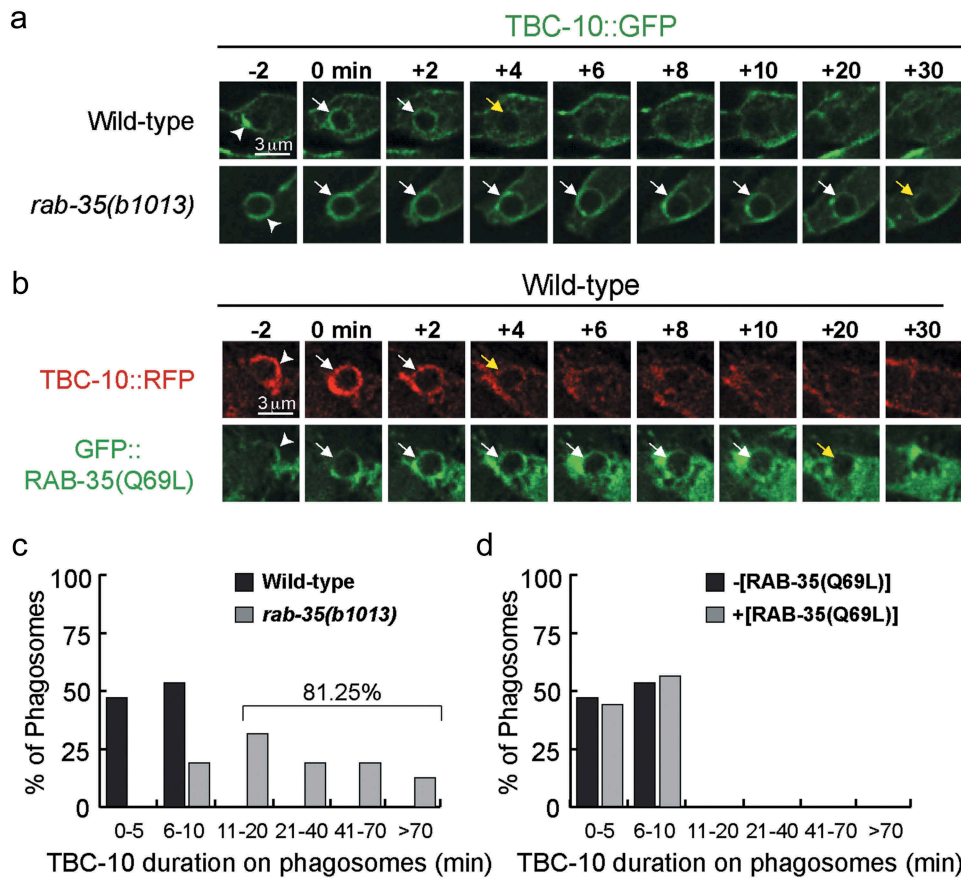 a
TBC-10::GFP
-2 0 min +2 +4 +6 +8 +10 +20 +30
Wild-type
3 μm
rab-35(b1013)
b
Wild-type
-2 0 min +2 +4 +6 +8 +10 +20 +30
TBC-10::RFP
3 μm
GFP::
RAB-35(Q69L)
c
% of Phagosomes
100
75
50
25
0
Wild-type
rab-35(b1013)
81.25%
0-5 6-10 11-20 21-40 41-70 >70
TBC-10 duration on phagosomes (min)
d
% of Phagosomes
100
75
50
25
0
-[RAB-35(Q69L)]
+[RAB-35(Q69L)]
0-5 6-10 11-20 21-40 41-70 >70
TBC-10 duration on phagosomes (min)